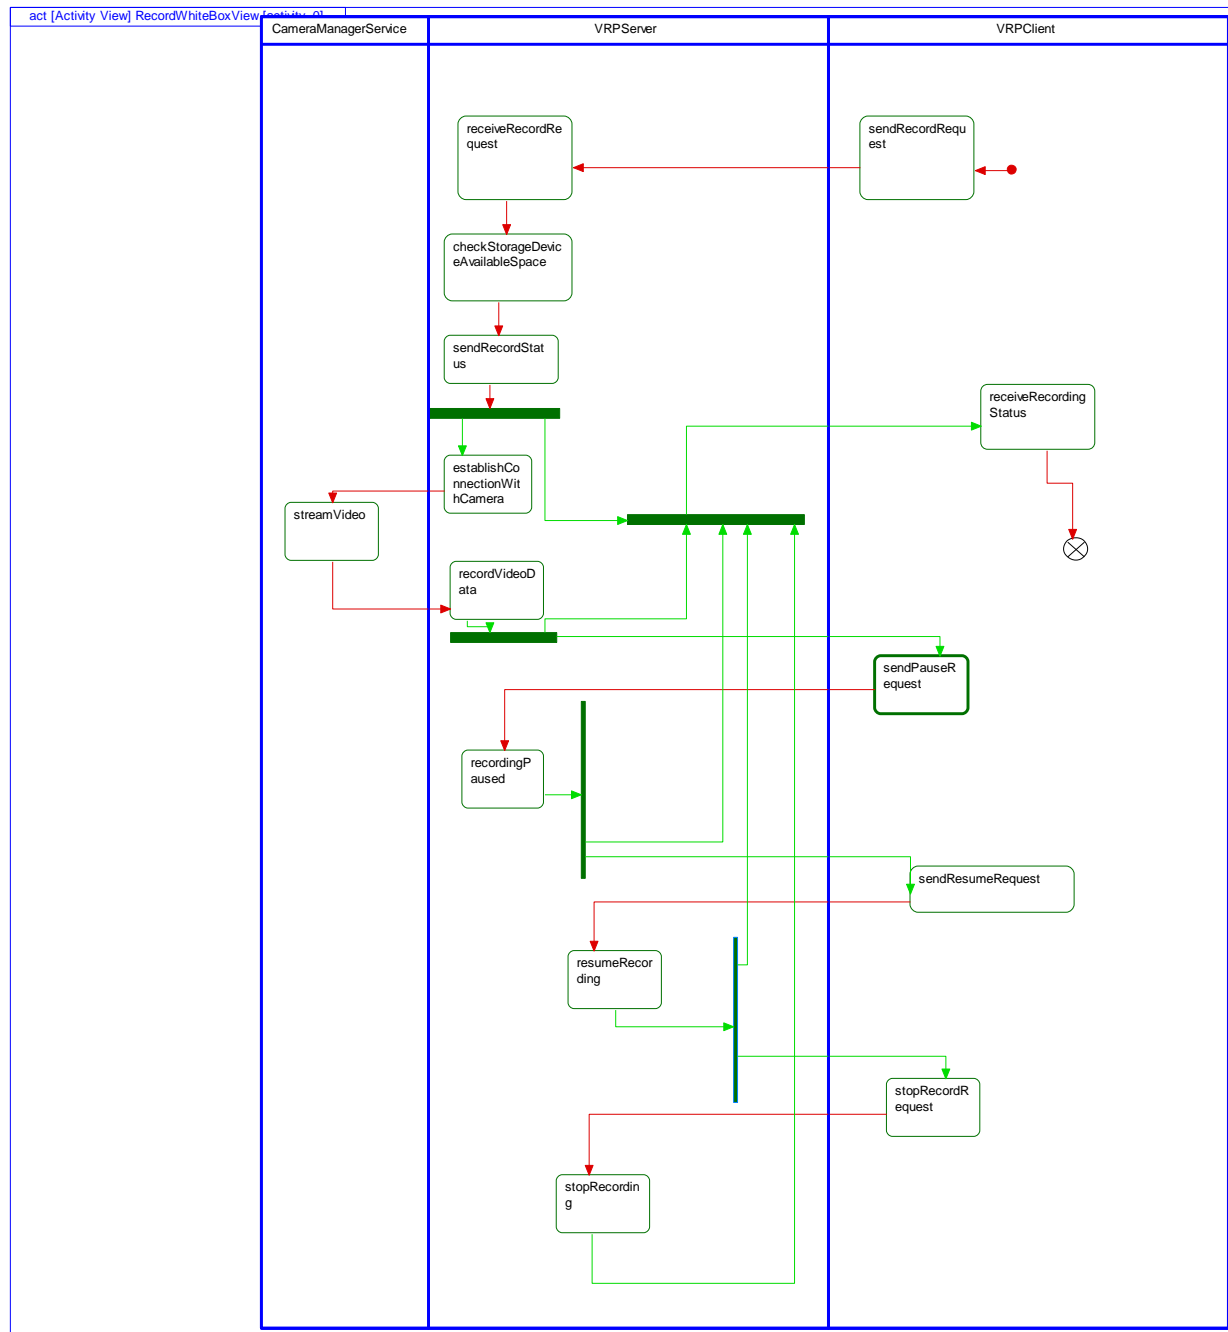 act [Activity View] RecordWhiteBoxView [activity_0]
CameraManagerService
VRPServer
VRPClient
receiveRecordRe
quest
sendRecordRequ
est
checkStorageDevic
eAvailableSpace
sendRecordStat
us
receiveRecording
Status
establishCo
nnectionWit
hCamera
streamVideo
recordVideoD
ata
sendPauseR
equest
recordingP
aused
sendResumeRequest
resumeRecor
ding
stopRecordR
equest
stopRecordin
g